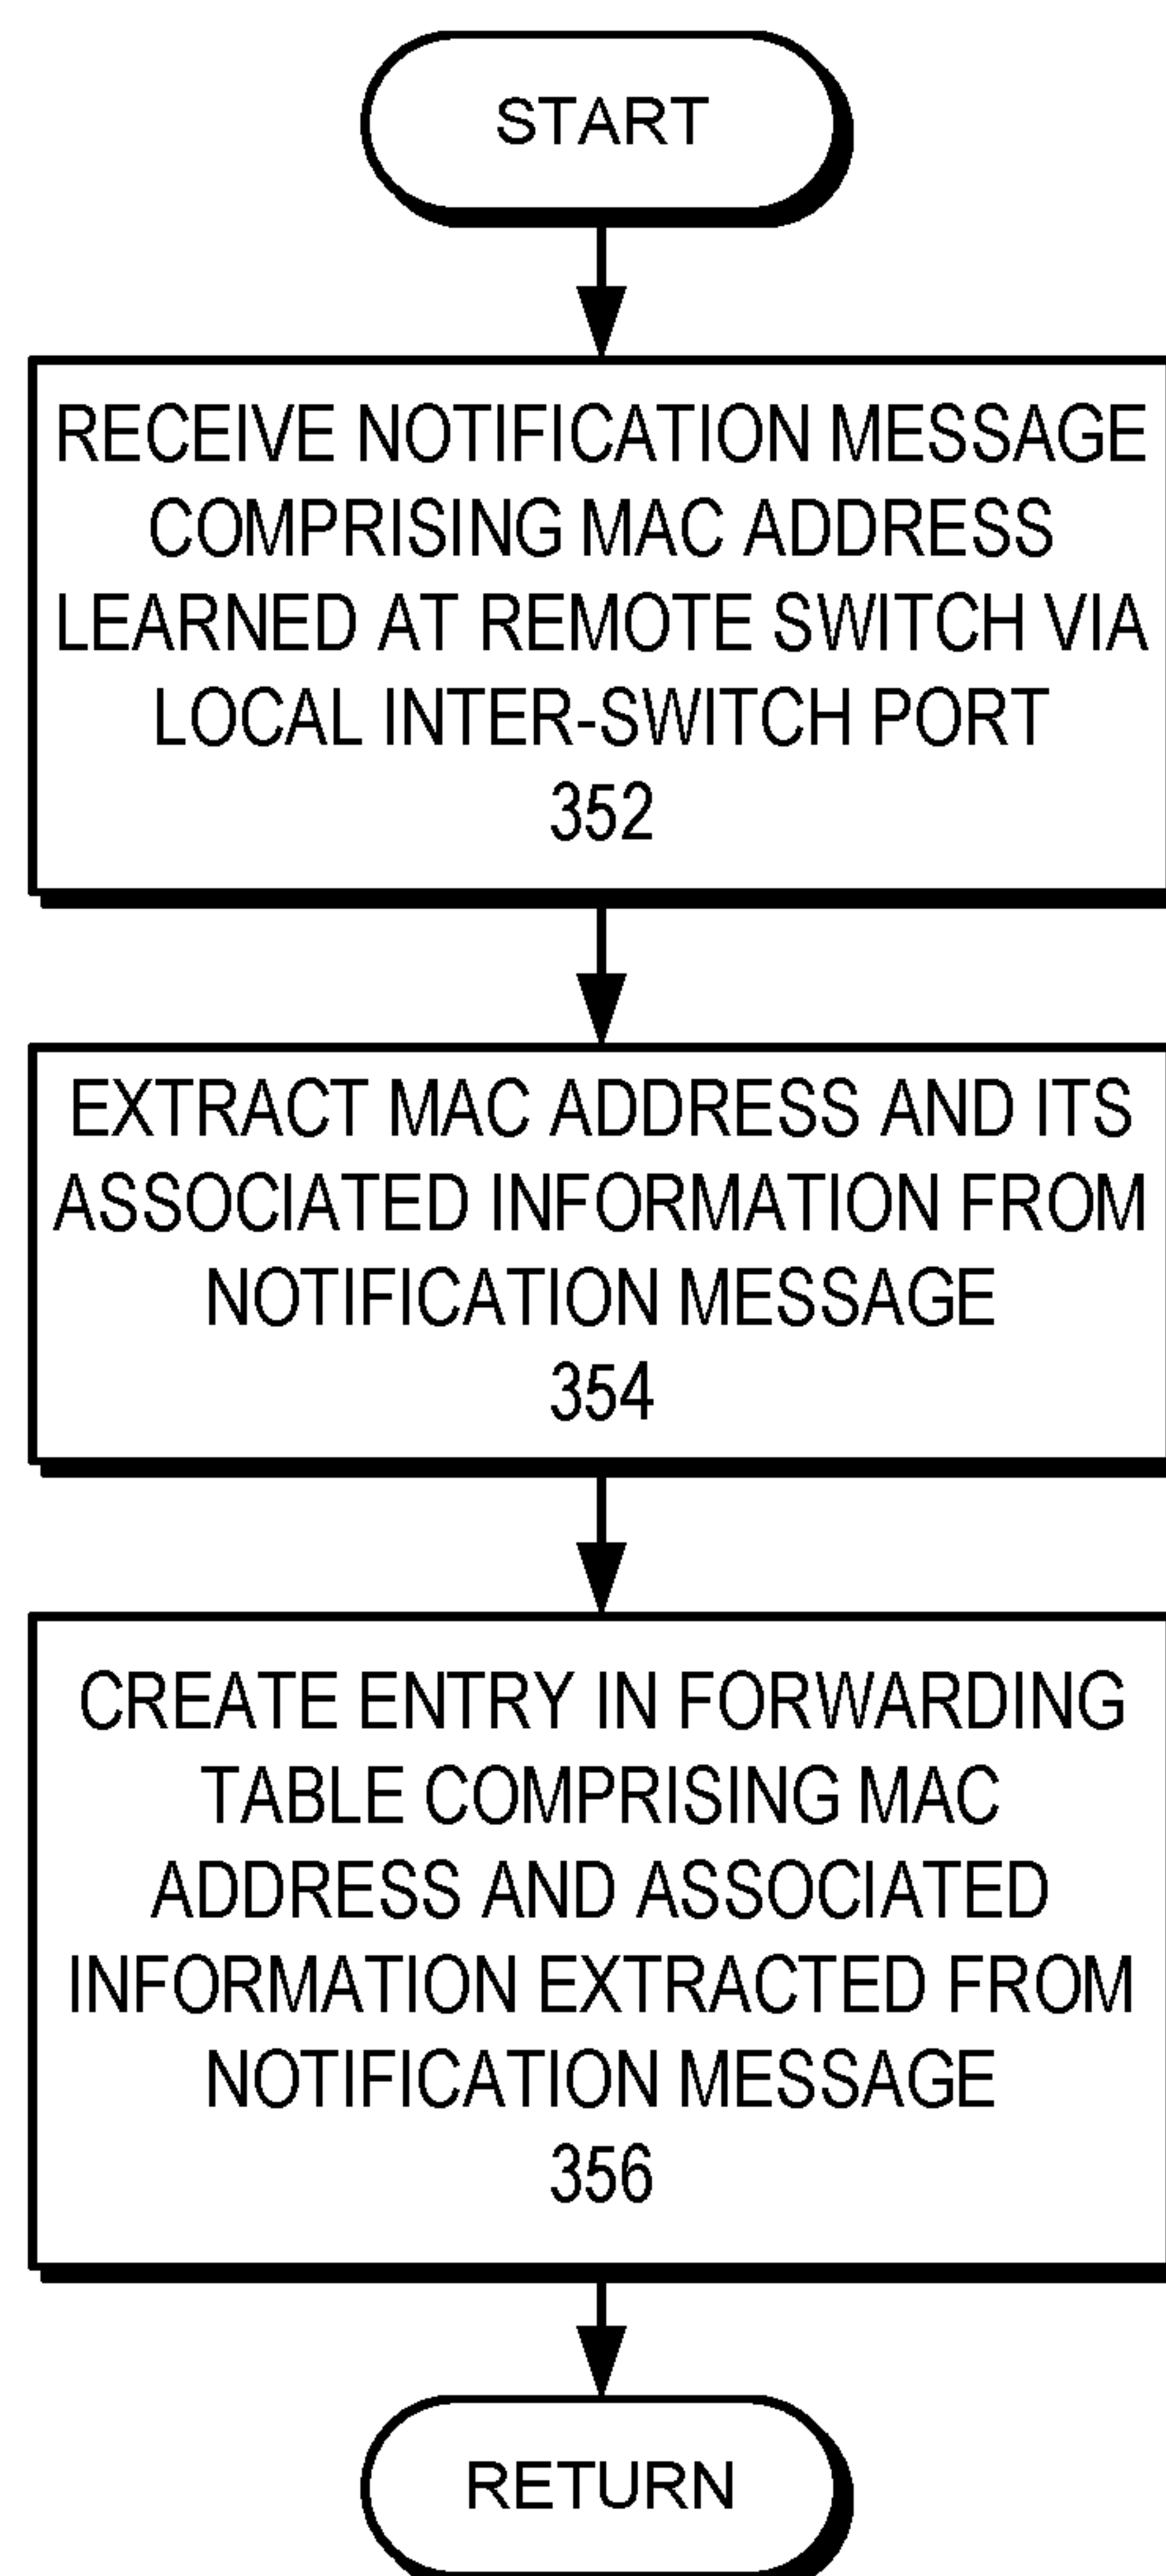 START
RECEIVE NOTIFICATION MESSAGE
COMPRISING MAC ADDRESS
LEARNED AT REMOTE SWITCH VIA
LOCAL INTER-SWITCH PORT
352
EXTRACT MAC ADDRESS AND ITS
ASSOCIATED INFORMATION FROM
NOTIFICATION MESSAGE
354
CREATE ENTRY IN FORWARDING
TABLE COMPRISING MAC
ADDRESS AND ASSOCIATED
INFORMATION EXTRACTED FROM
NOTIFICATION MESSAGE
356
RETURN